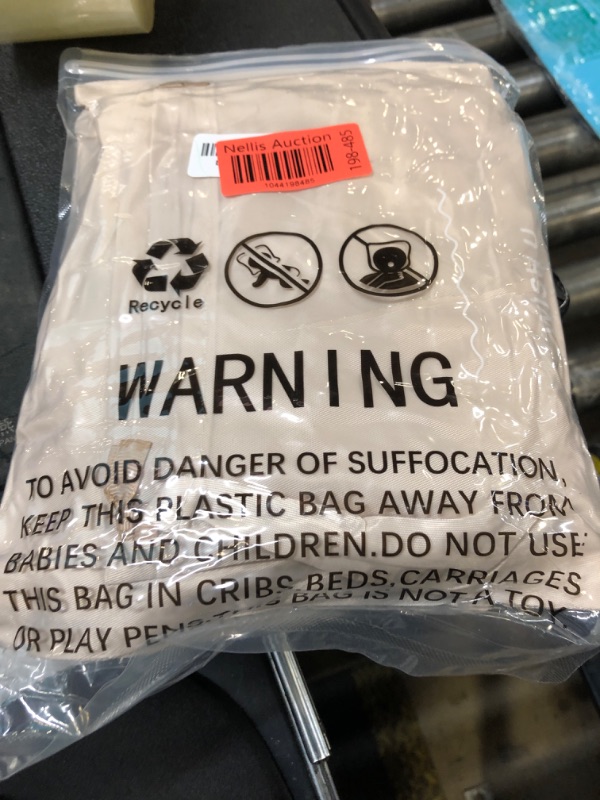 Nellis Auction
198-485
1044198485
Recycle
WARNING
TO AVOID DANGER OF SUFFOCATION,
KEEP THIS PLASTIC BAG AWAY FROM
BABIES AND CHILDREN.DO NOT USE
THIS BAG IN CRIBS,BEDS,CARRIAGES
OR PLAY PENS.THIS BAG IS NOT A TOY